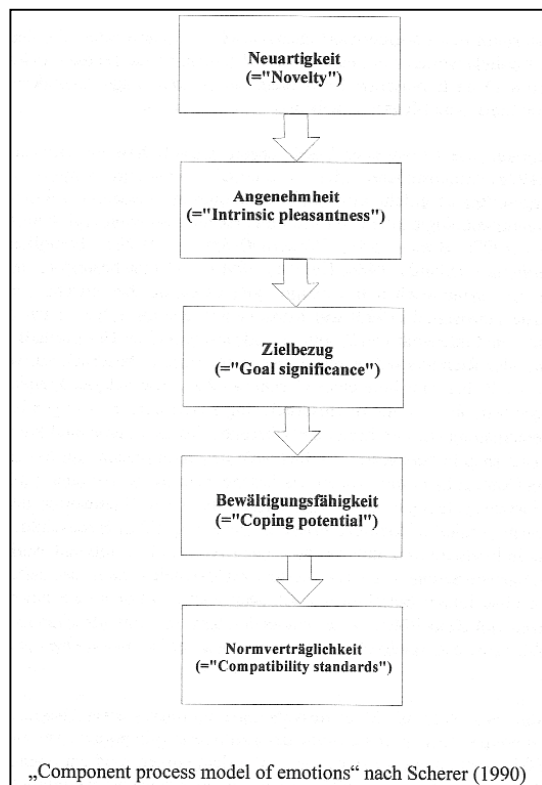 Neuartigkeit
(="Novelty")
Angenehmheit
(="Intrinsic pleasantness")
Zielbezug
(="Goal significance")
Bewältigungsfähigkeit
(="Coping potential")
Normverträglichkeit
(="Compatibility standards")
„Component process model of emotions“ nach Scherer (1990)